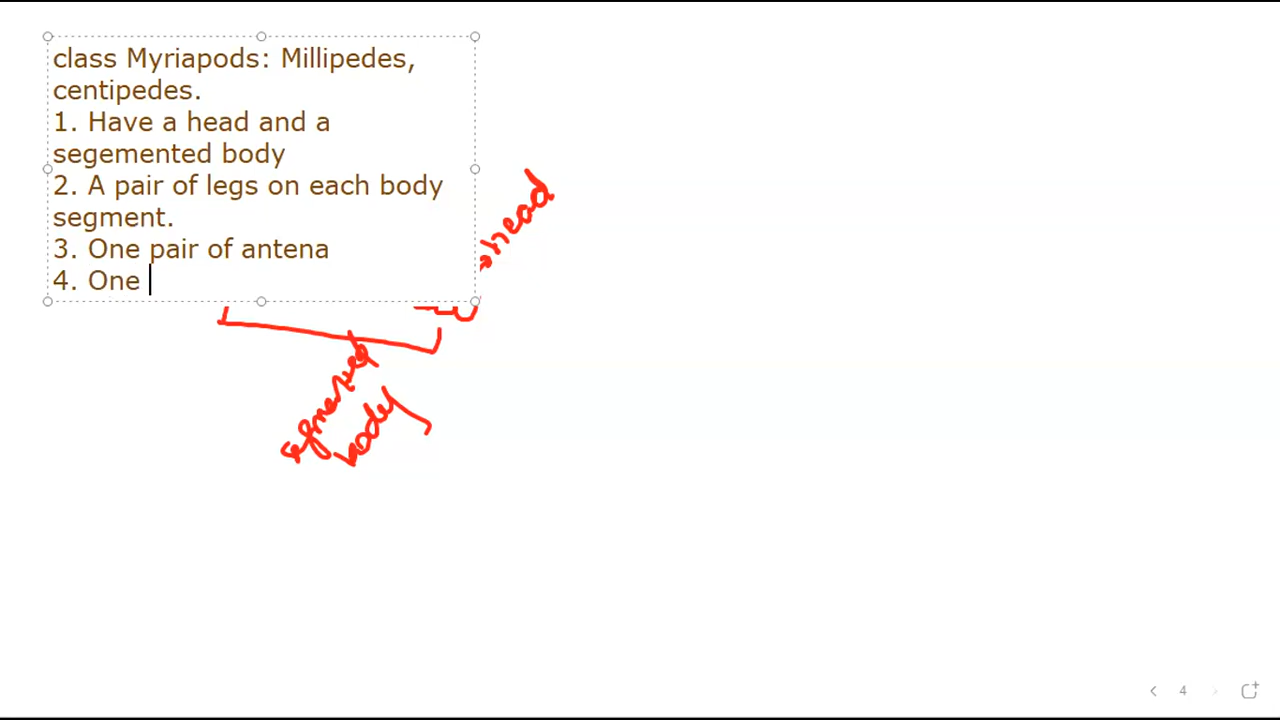 class Myriapods: Millipedes,
centipedes.
1. Have a head and a
segemented body
2. A pair of legs on each body
segment.
3. One pair of antena
4. One
head
segmented
body
4